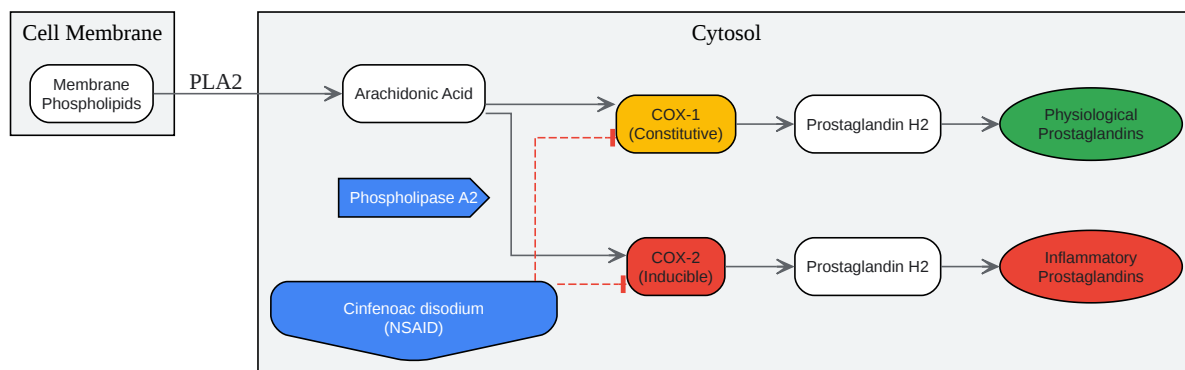 Cell Membrane
Membrane
Phospholipids
PLA2
Cytosol
Arachidonic Acid
COX-1
(Constitutive)
Prostaglandin H2
Physiological
Prostaglandins
Phospholipase A2
COX-2
(Inducible)
Prostaglandin H2
Inflammatory
Prostaglandins
Cinfenoac disodium
(NSAID)